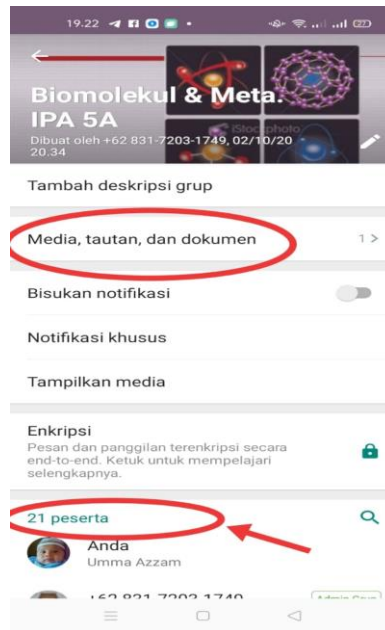 19.22
Biomolekul & Meta.
IPA 5A
iStockphoto
Dibuat oleh +62 831-7203-1749, 02/10/20
20.34
Tambah deskripsi grup
Media, tautan, dan dokumen 1 >
Bisukan notifikasi
Notifikasi khusus
Tampilkan media
Enkripsi
Pesan dan panggilan terenkripsi secara
end-to-end. Ketuk untuk mempelajari
selengkapnya.
21 peserta
Anda
Umma Azzam
+62 831 7203 1749 Admin Grup